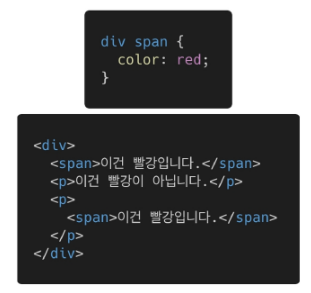 div span {
  color: red;
}
<div>
  <span>이건 빨강입니다.</span>
  <p>이건 빨강이 아닙니다.</p>
  <p>
    <span>이건 빨강입니다.</span>
  </p>
</div>